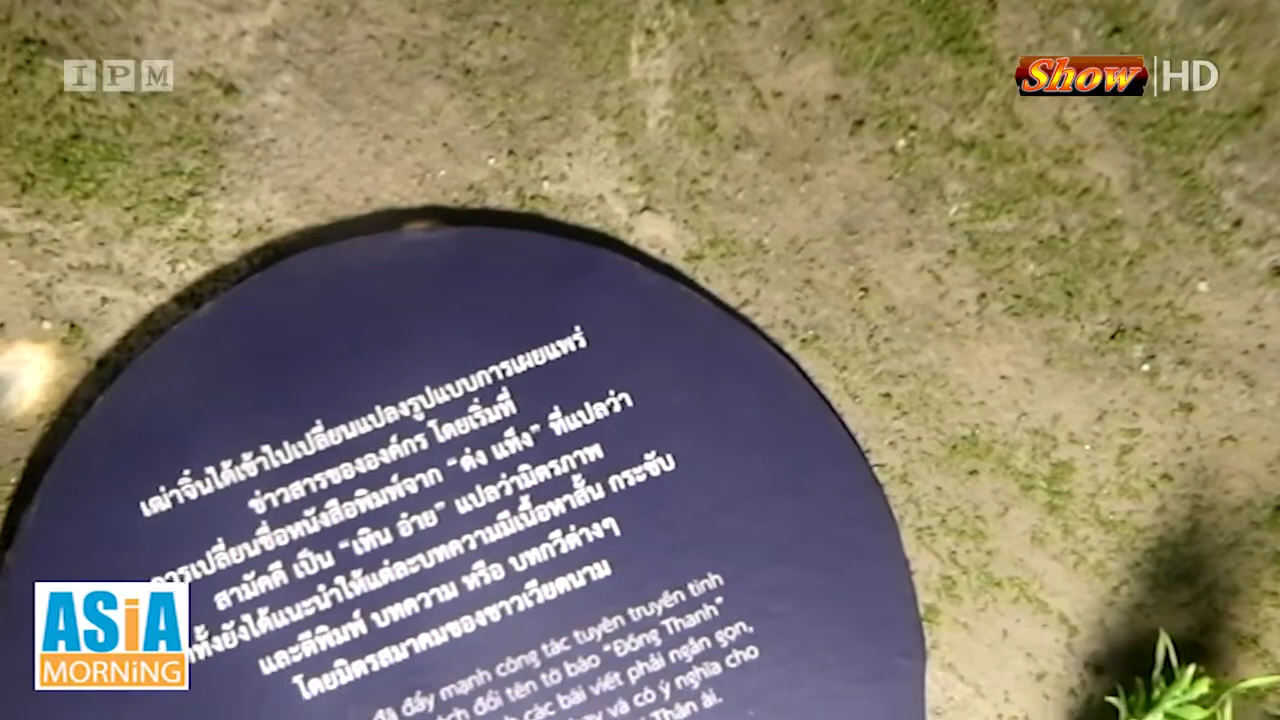 IPM
Show HD
เฒ่าจิ๋นได้เข้าไปเปลี่ยนแปลงรูปแบบการเผยแพร่
ข่าวสารขององค์กร โดยเริ่มที่
การเปลี่ยนชื่อหนังสือพิมพ์จาก “ด่ง แท็ง” ที่แปลว่า
สามัคคี เป็น “เทิน อ๋าย” แปลว่ามิตรภาพ
ทั้งยังได้แนะนำให้แต่ละบทความมีเนื้อหาสั้น กระชับ
และตีพิมพ์ บทความ หรือ บทกวีต่างๆ
โดยมิตรสมาคมของชาวเวียดนาม
đã đẩy mạnh công tác tuyên truyền tinh
đổi tên tờ báo “Đồng Thanh”
các bài viết phải ngắn gọn,
và có ý nghĩa cho
Thân ái.
ASiA
MORNiNG